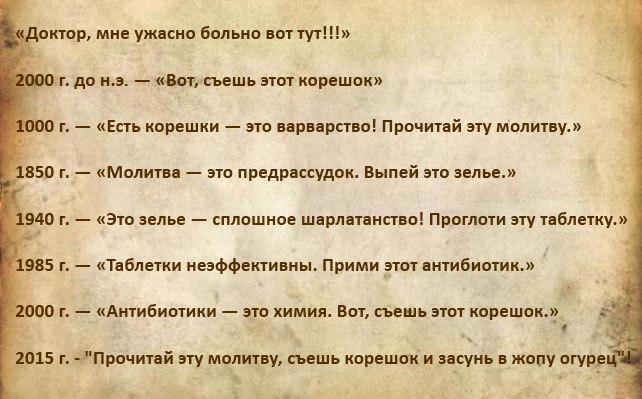 «Доктор, мне ужасно больно вот тут!!!»
2000 г. до н.э. — «Вот, съешь этот корешок»
1000 г. — «Есть корешки — это варварство! Прочитай эту молитву.»
1850 г. — «Молитва — это предрассудок. Выпей это зелье.»
1940 г. — «Это зелье — сплошное шарлатанство! Проглоти эту таблетку.»
1985 г. — «Таблетки неэффективны. Прими этот антибиотик.»
2000 г. — «Антибиотики — это химия. Вот, съешь этот корешок.»
2015 г. - "Прочитай эту молитву, съешь корешок и засунь в жопу огурец"!